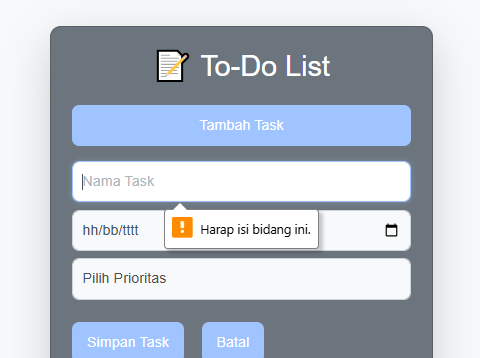 To-Do List
Tambah Task
Nama Task
hh/bb/tttt
Harap isi bidang ini.
Pilih Prioritas
Simpan Task
Batal